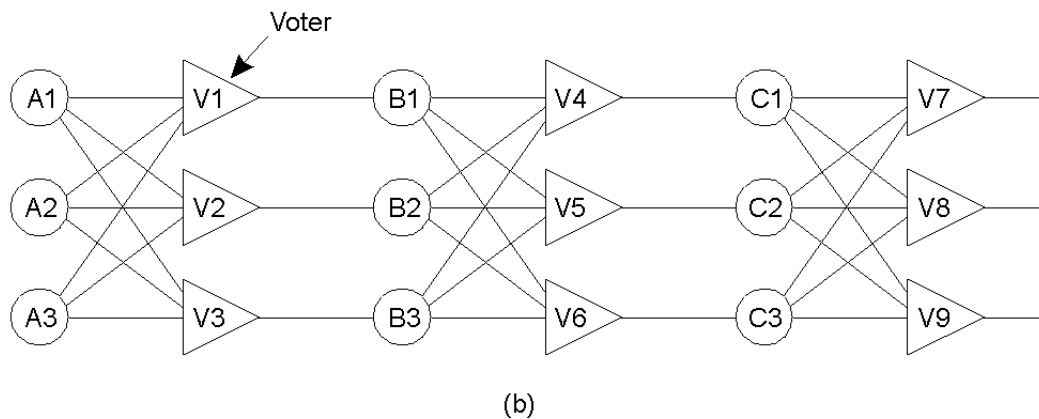 Voter
A1 V1 B1 V4 C1 V7
A2 V2 B2 V5 C2 V8
A3 V3 B3 V6 C3 V9
(b)